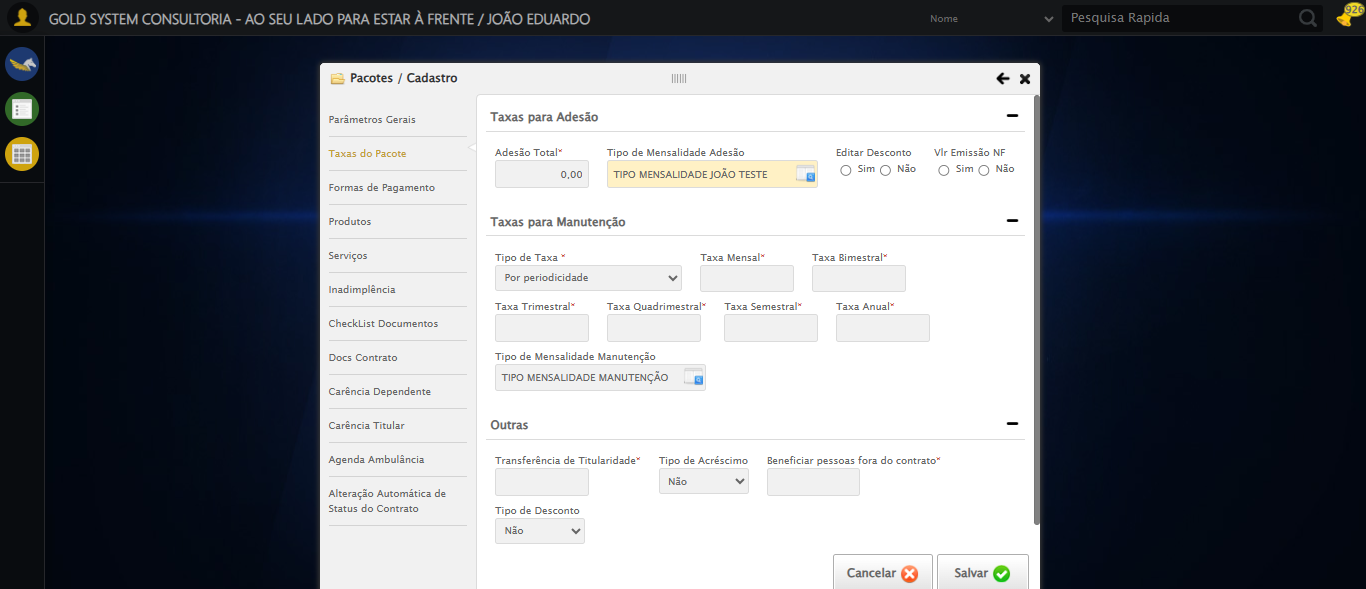 GOLD SYSTEM CONSULTORIA - AO SEU LADO PARA ESTAR À FRENTE / JOÃO EDUARDO
Nome
Pesquisa Rapida
926
Pacotes / Cadastro
Parâmetros Gerais
Taxas do Pacote
Formas de Pagamento
Produtos
Serviços
Inadimplência
CheckList Documentos
Docs Contrato
Carência Dependente
Carência Titular
Agenda Ambulância
Alteração Automática de
Status do Contrato
Taxas para Adesão
Adesão Total* Tipo de Mensalidade Adesão Editar Desconto Vlr Emissão NF
0,00 TIPO MENSALIDADE JOÃO TESTE Sim Não Sim Não
Taxas para Manutenção
Tipo de Taxa * Taxa Mensal* Taxa Bimestral*
Por periodicidade
Taxa Trimestral* Taxa Quadrimestral* Taxa Semestral* Taxa Anual*
Tipo de Mensalidade Manutenção
TIPO MENSALIDADE MANUTENÇÃO
Outras
Transferência de Titularidade* Tipo de Acréscimo Beneficiar pessoas fora do contrato*
Não
Tipo de Desconto
Não
Cancelar Salvar